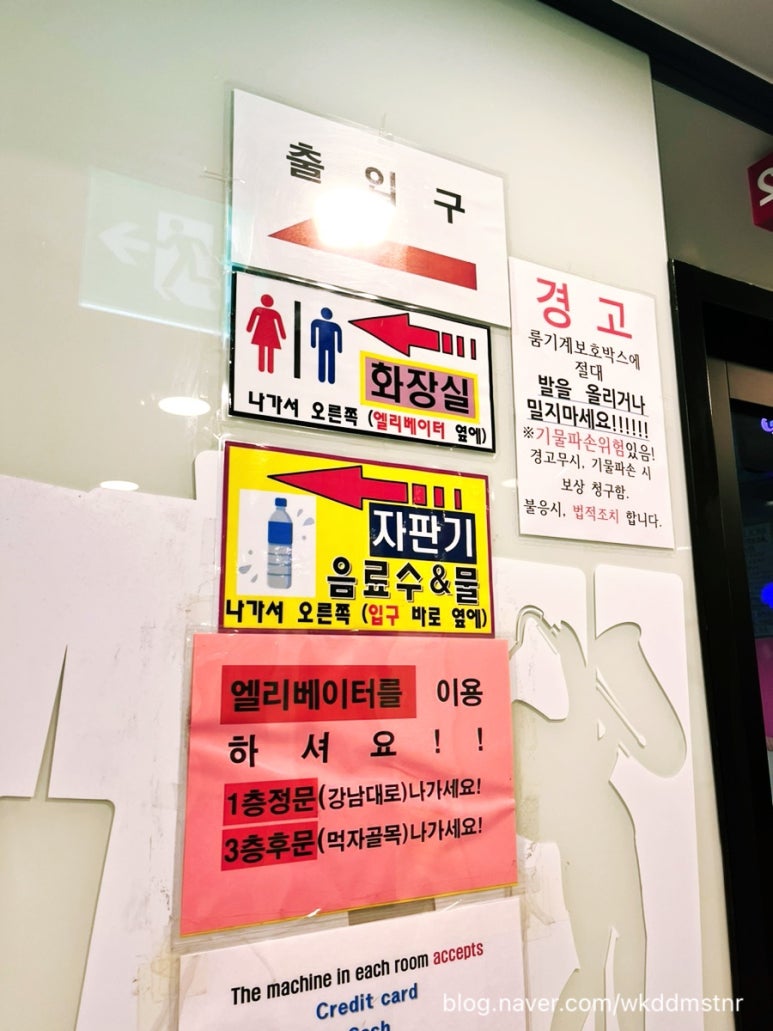 출입구
화장실
나가서 오른쪽 (엘리베이터 옆에)
자판기
음료수&물
나가서 오른쪽 (입구 바로 옆에)
엘리베이터를 이용
하셔요!!
1층정문(강남대로)나가세요!
3층후문(먹자골목)나가세요!
The machine in each room accepts
Credit card
Cash
경고
룸기계보호박스에
절대
발을 올리거나
밀지마세요!!!!!!
※기물파손위험있음!
경고무시, 기물파손 시
보상 청구함.
불응시, 법적조치 합니다.
blog.naver.com/wkddmstnr